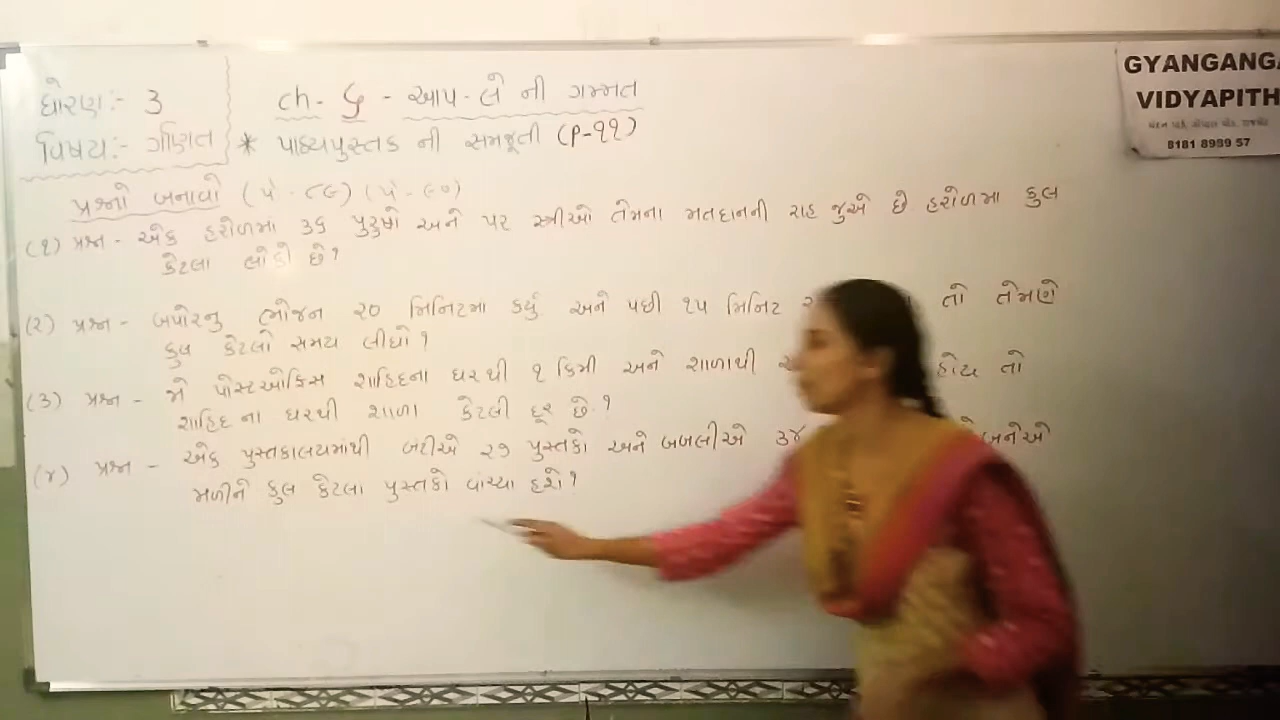 ધોરણ:- 3
ch- ૬ - આપ-લે ની ગમ્મત
વિષય:- ગણિત
* પાઠ્યપુસ્તક ની સમજૂતી (P-૧૧)
પ્રશ્નો બનાવો (પે - ૮૯) (પે - ૯૦)
(૧) પ્રશ્ન - એક હરોળમા ૩૬ પુરુષો અને ૫૨ સ્ત્રીઓ તેમના મતદાનની રાહ જુએ છે હરોળમા કુલ
કેટલા લોકો છે?
(૨) પ્રશ્ન - બપોરનુ ભોજન ૨૦ મિનિટમા કર્યુ અને પછી ૧૫ મિનિટ તો તેમણે
કુલ કેટલો સમય લીધો?
(૩) પ્રશ્ન - જો પોસ્ટઓફિસ શાહિદના ઘરથી ૧ કિમી અને શાળાથી હોય તો
શાહિદ ના ઘરથી શાળા કેટલી દૂર છે.?
(૪) પ્રશ્ન - એક પુસ્તકાલયમાંથી બંટીએ ૨૭ પુસ્તકો અને બબલીએ ૩૪ બંનેએ
મળીને કુલ કેટલા પુસ્તકો વાંચ્યા હશે?
GYANGANGA
VIDYAPITH
8181 8989 57